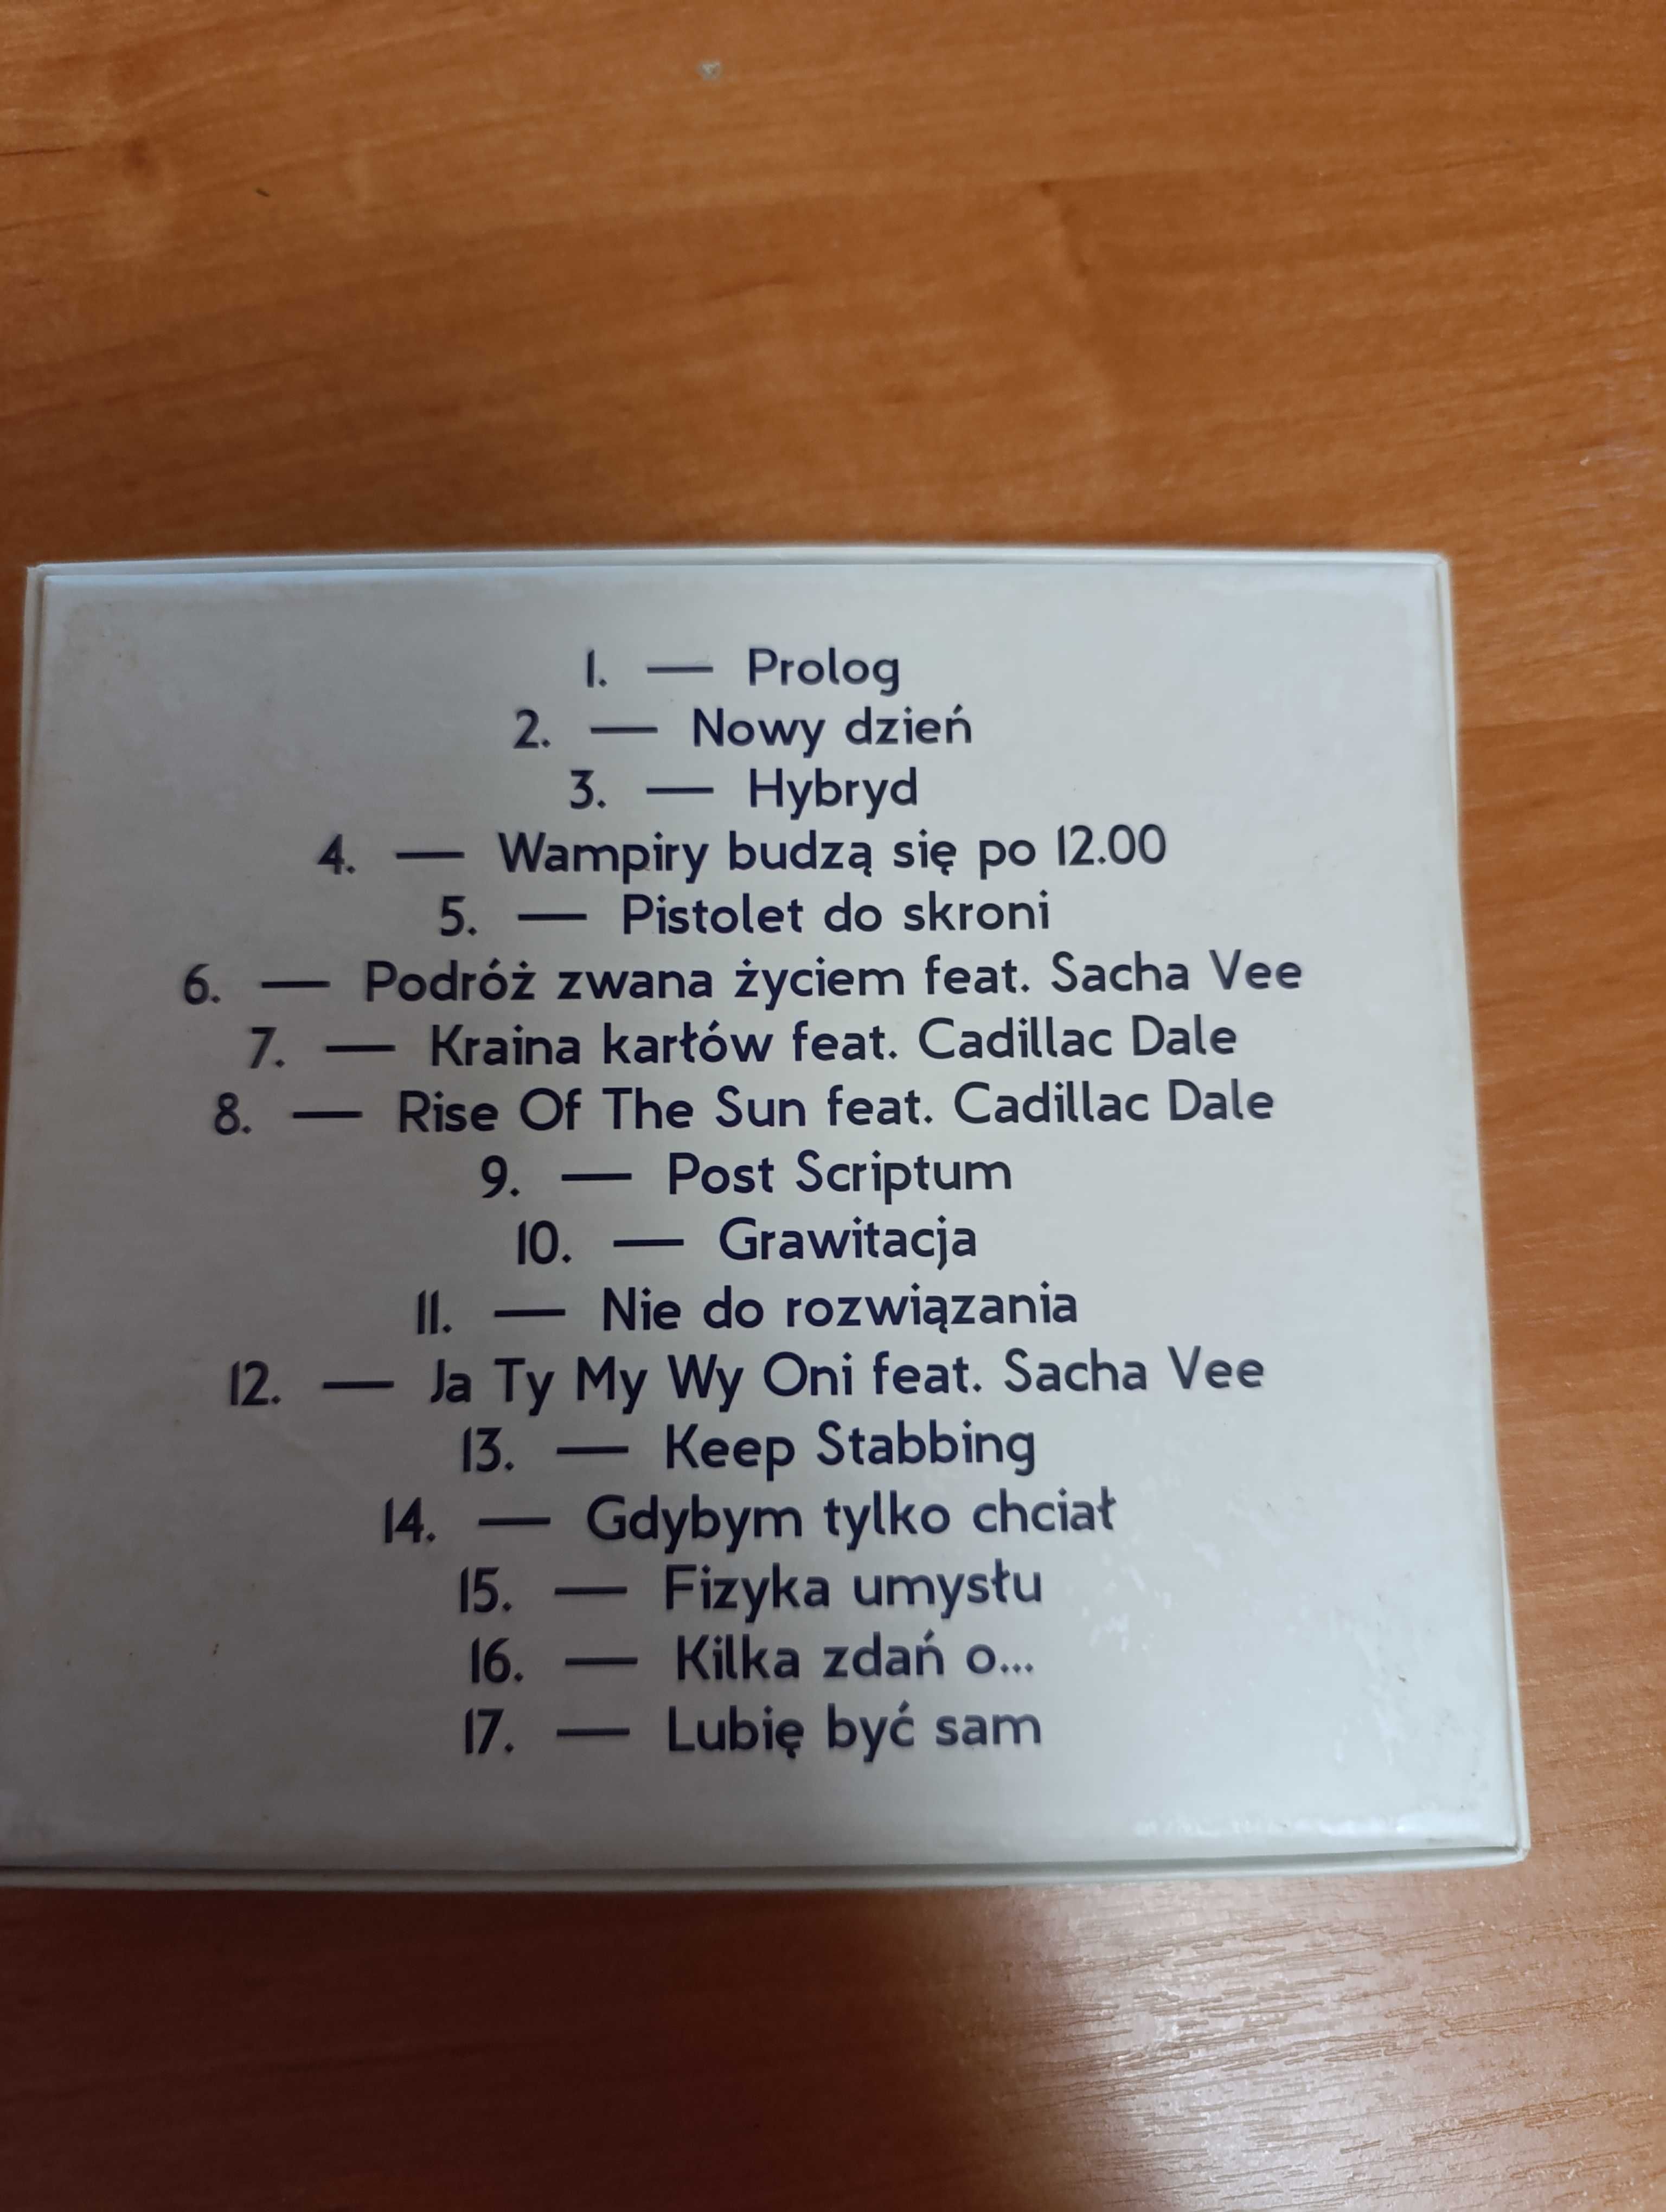 1. — Prolog
2. — Nowy dzień
3. — Hybryd
4. — Wampiry budzą się po 12.00
5. — Pistolet do skroni
6. — Podróż zwana życiem feat. Sacha Vee
7. — Kraina karłów feat. Cadillac Dale
8. — Rise Of The Sun feat. Cadillac Dale
9. — Post Scriptum
10. — Grawitacja
11. — Nie do rozwiązania
12. — Ja Ty My Wy Oni feat. Sacha Vee
13. — Keep Stabbing
14. — Gdybym tylko chciał
15. — Fizyka umysłu
16. — Kilka zdań o...
17. — Lubię być sam